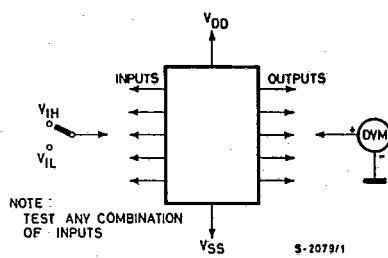 VDD
INPUTS
OUTPUTS
VIH
VIL
+
DVM
-
NOTE :
TEST ANY COMBINATION
OF INPUTS
VSS
S-2079/1